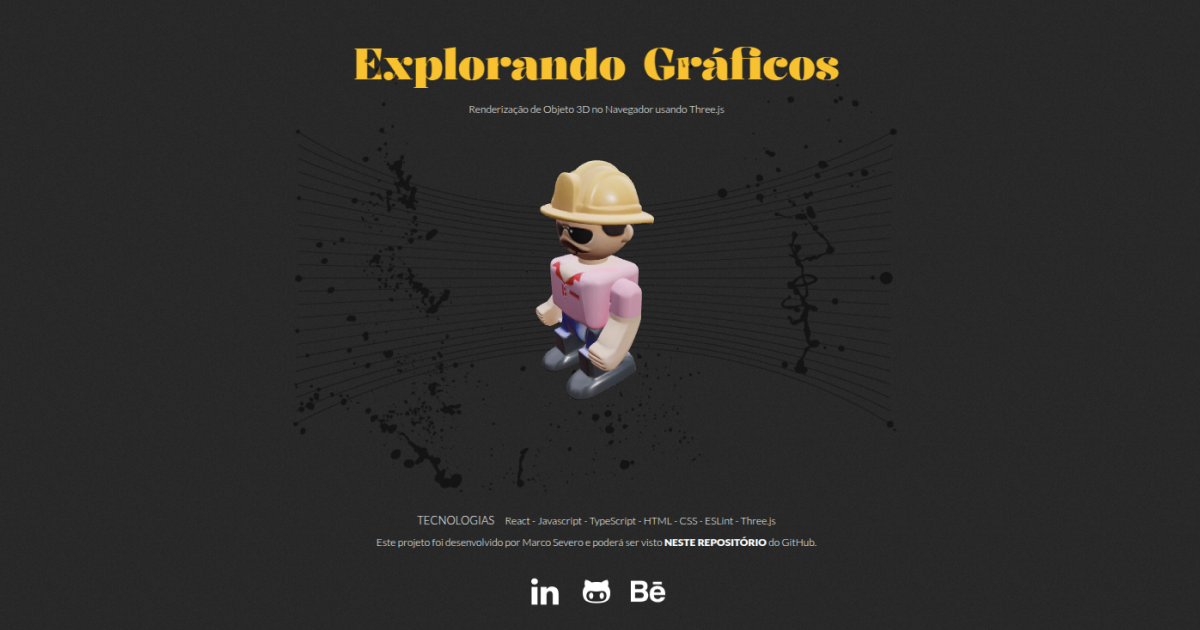 Explorando Gráficos
Renderização de Objeto 3D no Navegador usando Three.js
TECNOLOGIAS React - Javascript - TypeScript - HTML - CSS - ESLint - Three.js
Este projeto foi desenvolvido por Marco Severo e poderá ser visto NESTE REPOSITÓRIO do GitHub.
in Bē